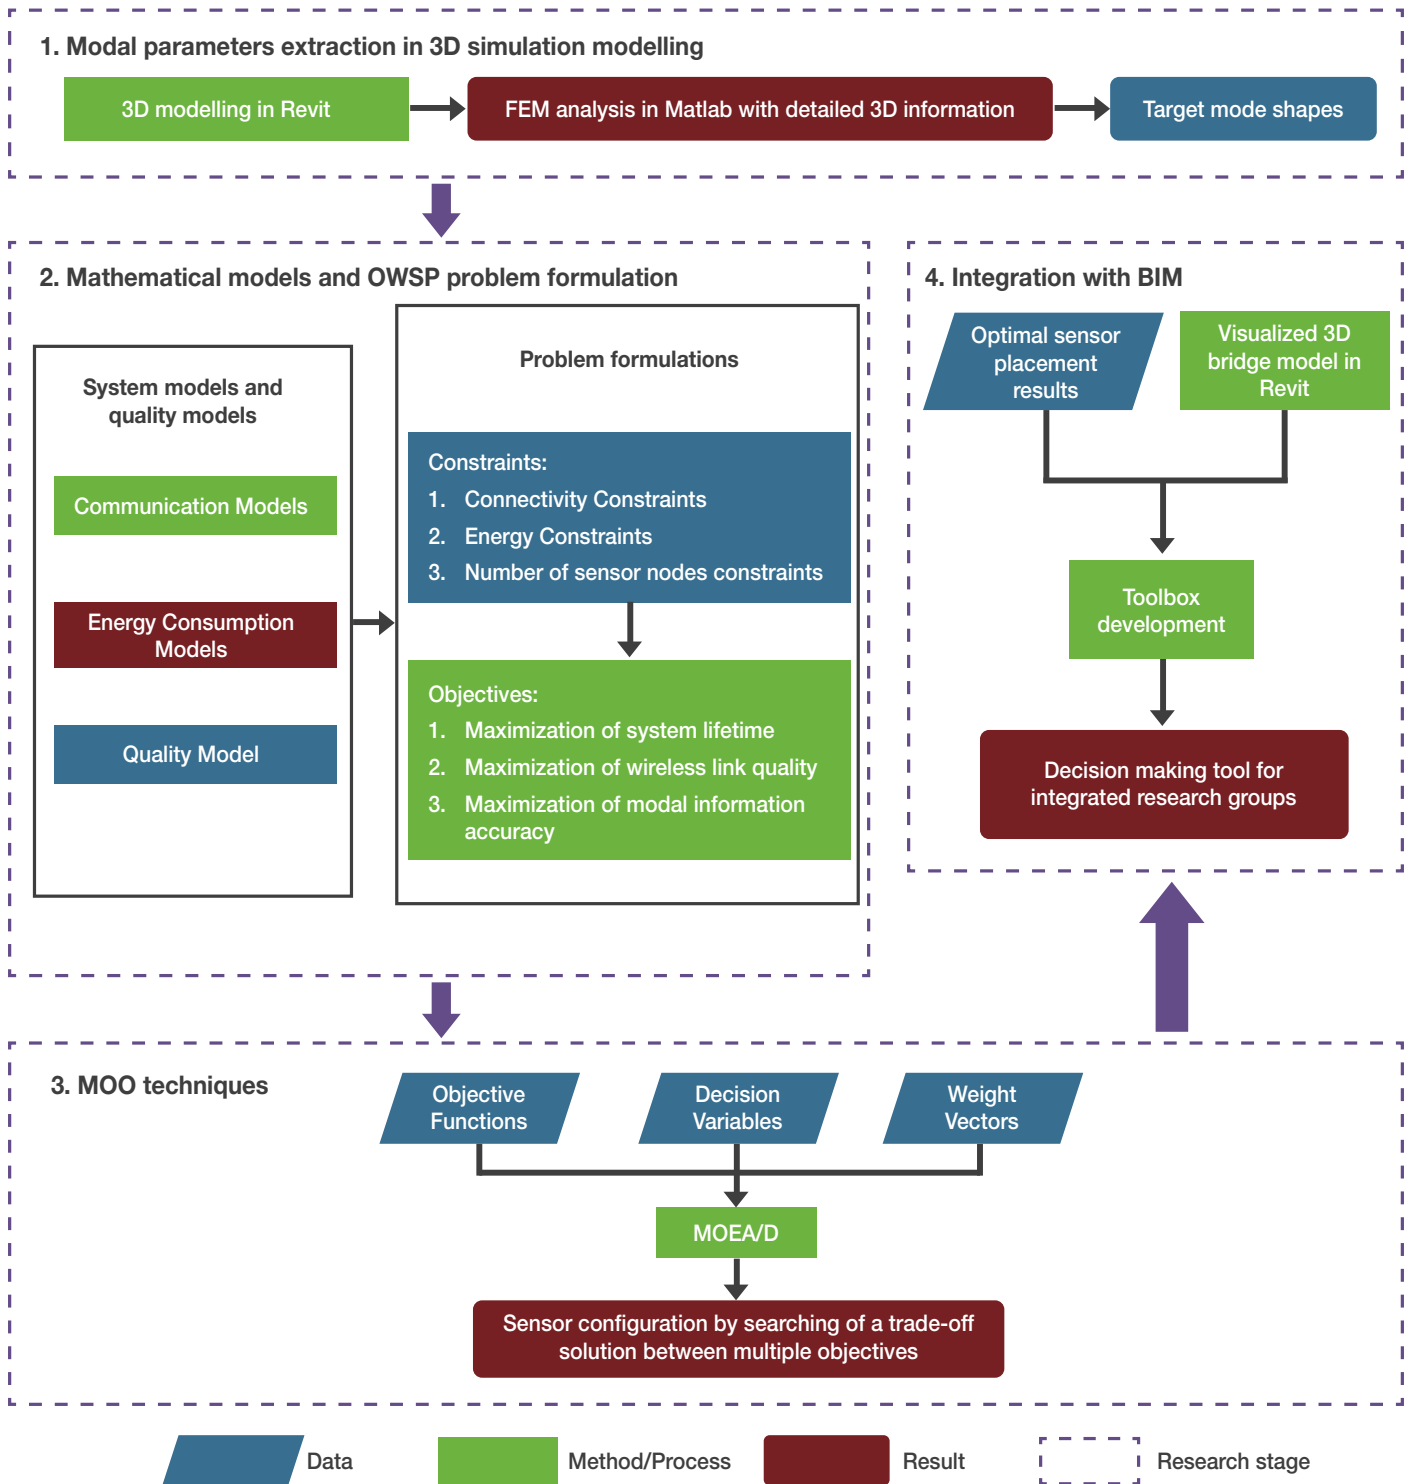 1. Modal parameters extraction in 3D simulation modelling
3D modelling in Revit
FEM analysis in Matlab with detailed 3D information
Target mode shapes
2. Mathematical models and OWSP problem formulation
System models and
quality models
Communication Models
Energy Consumption
Models
Quality Model
Problem formulations
Constraints:
1. Connectivity Constraints
2. Energy Constraints
3. Number of sensor nodes constraints
Objectives:
1. Maximization of system lifetime
2. Maximization of wireless link quality
3. Maximization of modal information
accuracy
4. Integration with BIM
Optimal sensor
placement
results
Visualized 3D
bridge model in
Revit
Toolbox
development
Decision making tool for
integrated research groups
3. MOO techniques
Objective
Functions
Decision
Variables
Weight
Vectors
MOEA/D
Sensor configuration by searching of a trade-off
solution between multiple objectives
Data
Method/Process
Result
Research stage